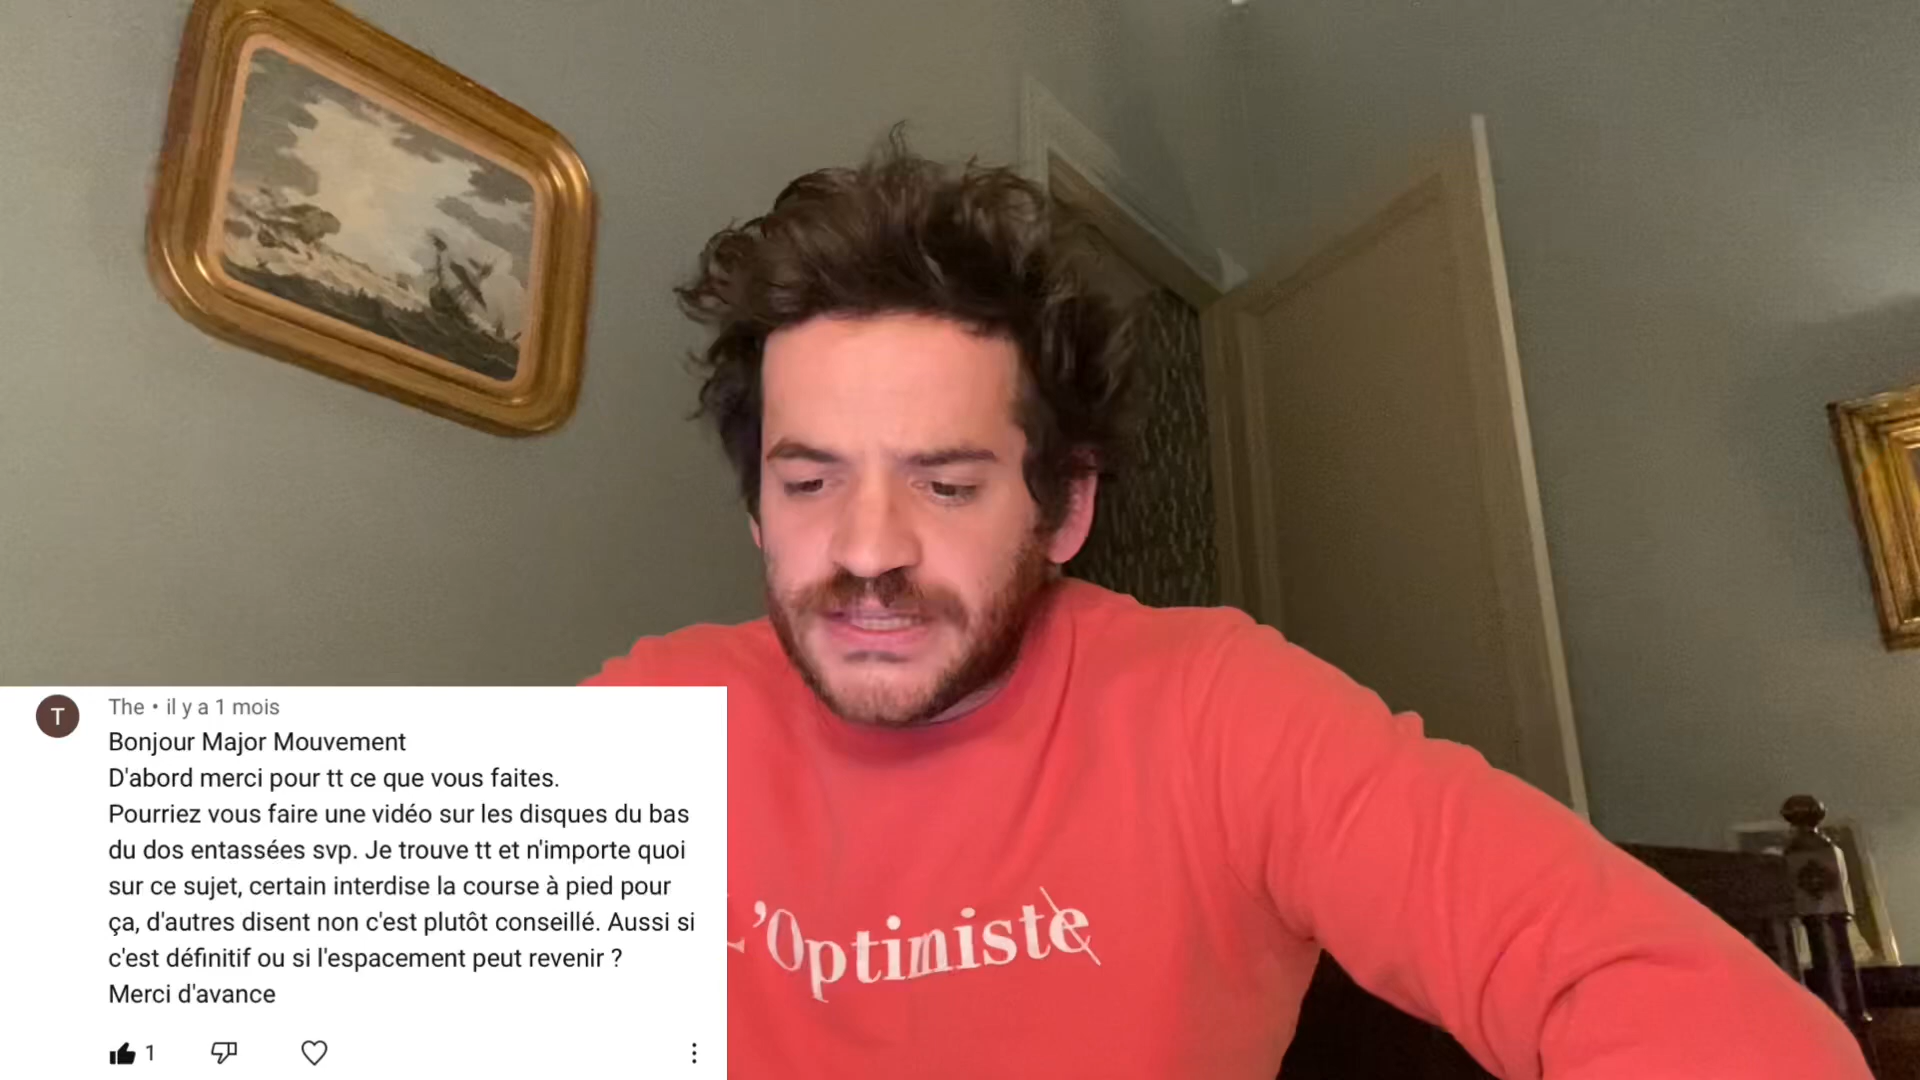 The • il y a 1 mois
T
Bonjour Major Mouvement
D'abord merci pour tt ce que vous faites.
Pourriez vous faire une vidéo sur les disques du bas
du dos entassées svp. Je trouve tt et n'importe quoi
sur ce sujet, certain interdise la course à pied pour
ça, d'autres disent non c'est plutôt conseillé. Aussi si
c'est définitif ou si l'espacement peut revenir ?
Merci d'avance
1
L'Optimiste